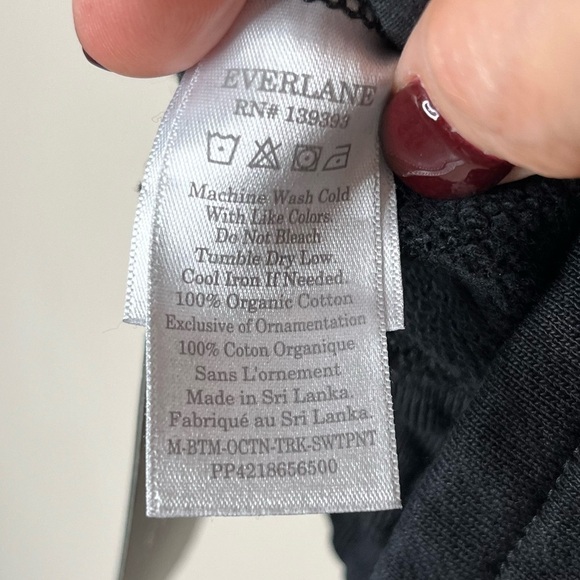 EVERLANE
RN# 139393
Machine Wash Cold
With Like Colors.
Do Not Bleach
Tumble Dry Low.
Cool Iron If Needed.
100% Organic Cotton
Exclusive of Ornamentation
100% Coton Organique
Sans L'ornement
Made in Sri Lanka.
Fabriqué au Sri Lanka.
M-BTM-OCTN-TRK-SWTPNT
PP4218656500